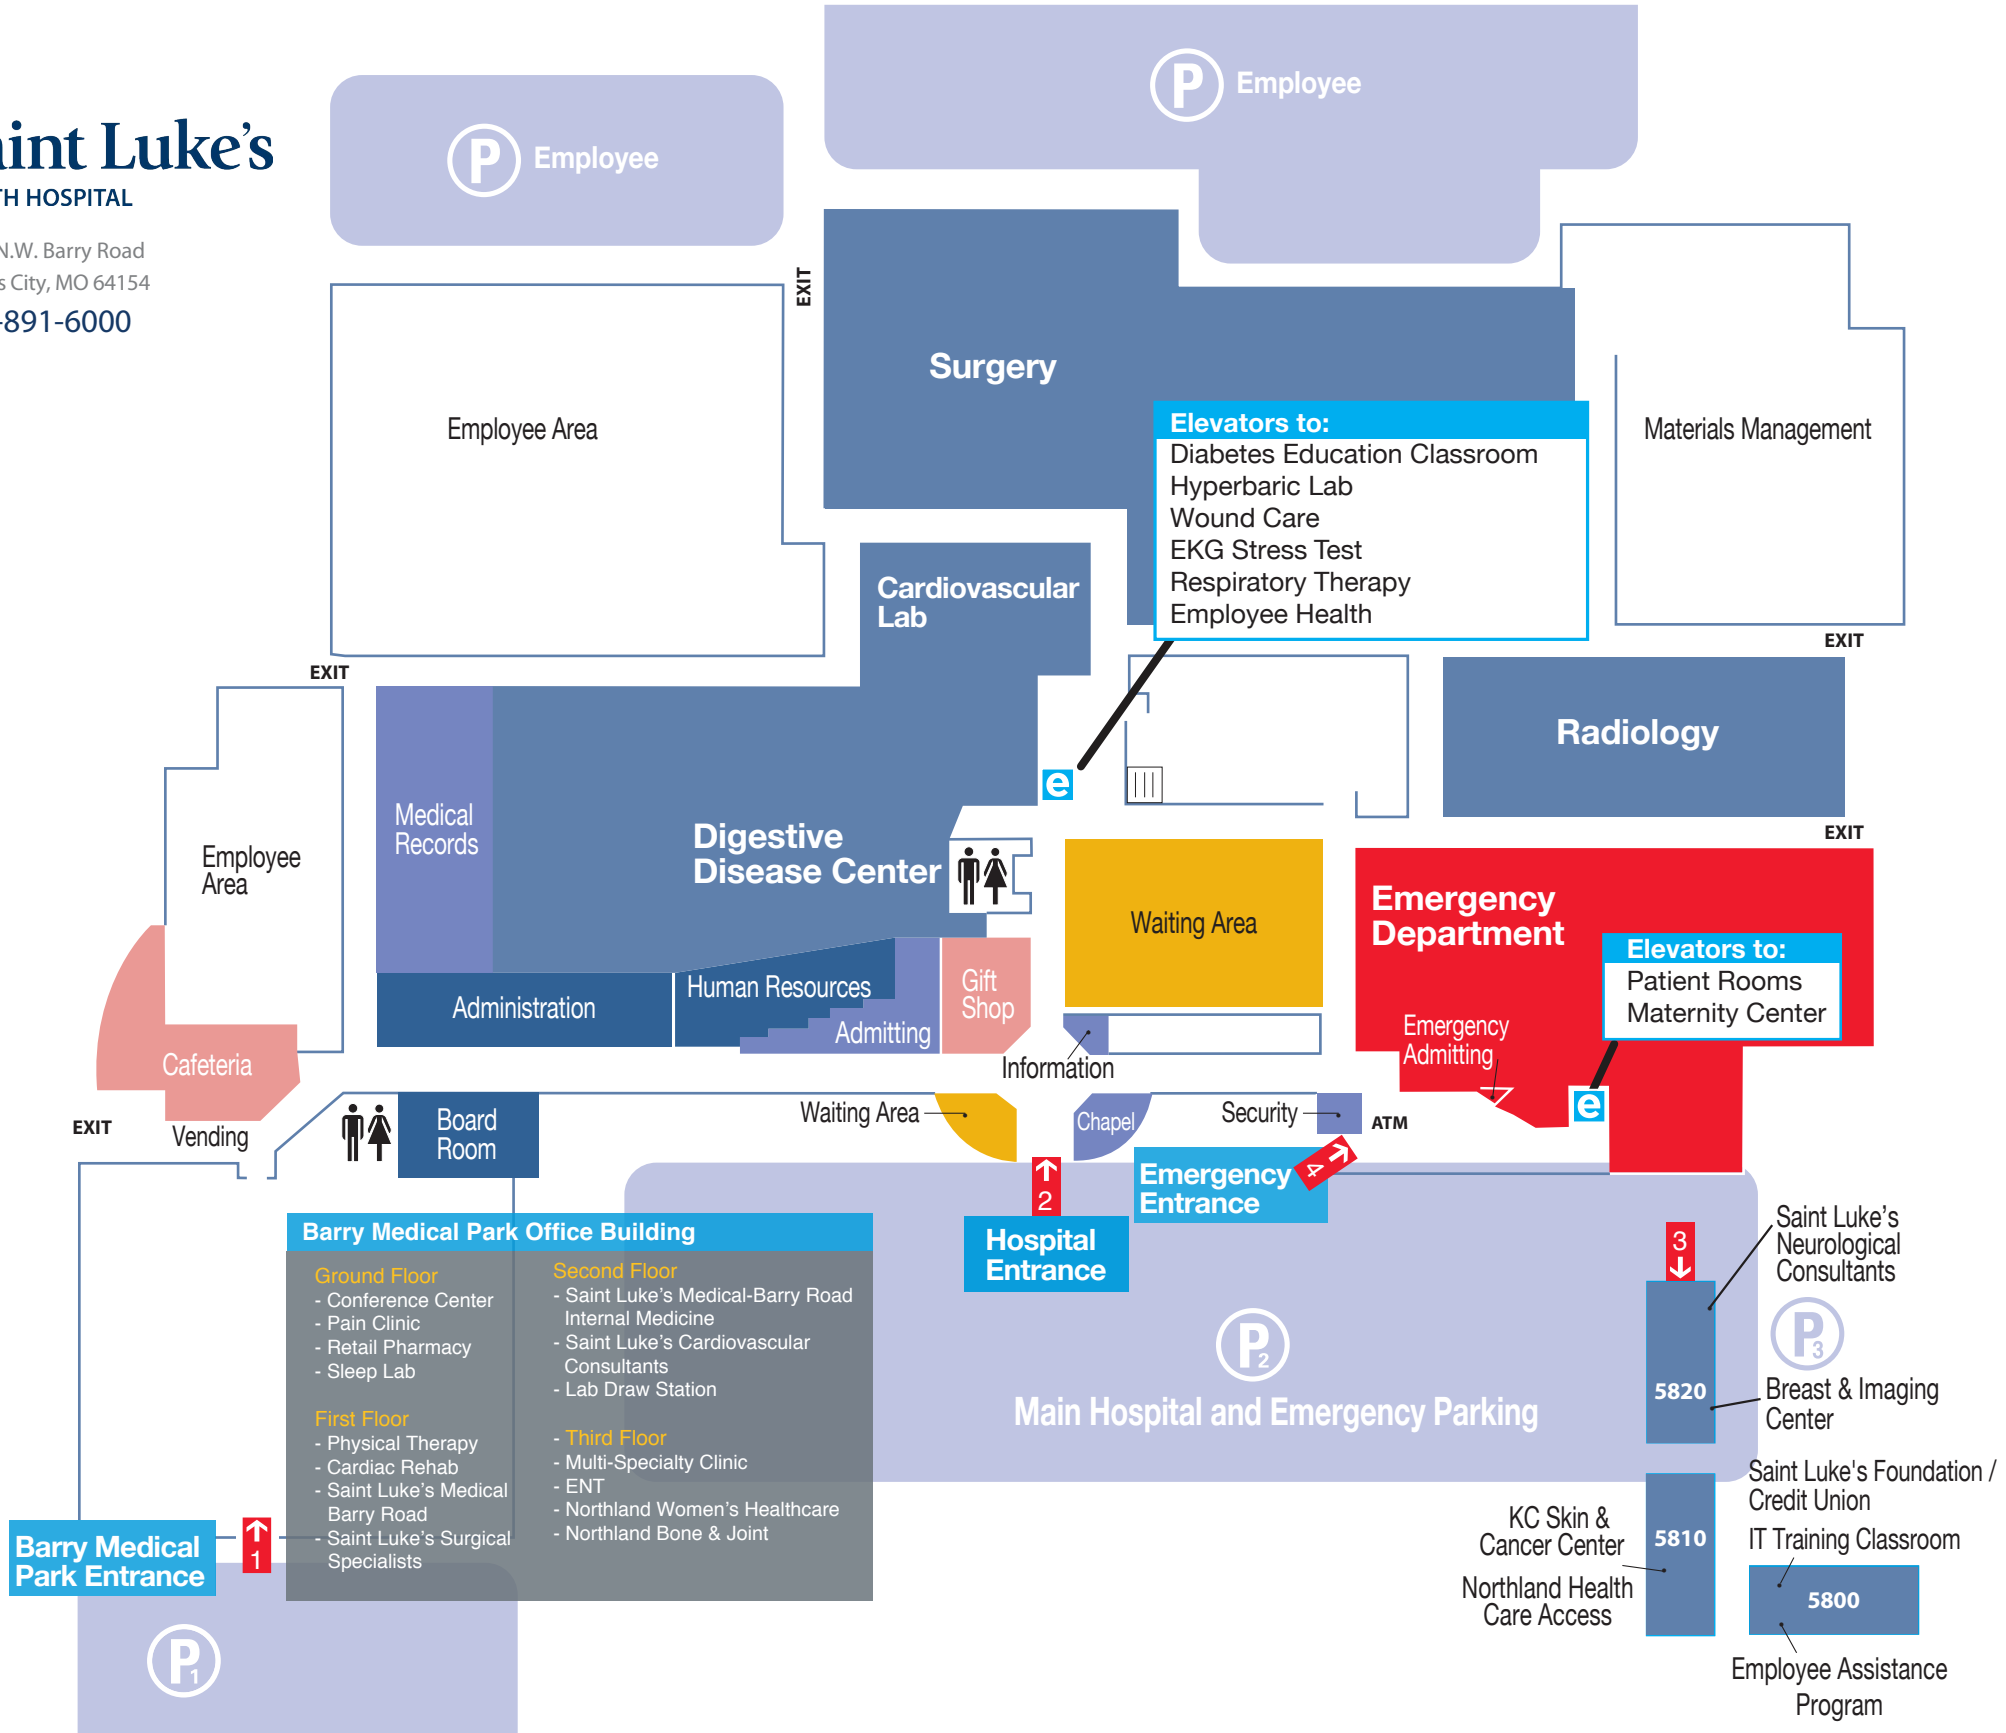 Luke's
HOSPITAL
N.W. Barry Road
City, MO 64154
-891-6000
P Employee
P Employee
EXIT
Surgery
Employee Area
Materials Management
Elevators to:
Diabetes Education Classroom
Hyperbaric Lab
Wound Care
EKG Stress Test
Respiratory Therapy
Employee Health
Cardiovascular
Lab
EXIT
EXIT
Radiology
e
Medical
Records
Digestive
Disease Center
Employee
Area
EXIT
Waiting Area
Emergency
Department
Elevators to:
Patient Rooms
Maternity Center
Administration
Human Resources
Admitting
Gift
Shop
Emergency
Admitting
Information
Cafeteria
Vending
EXIT
Board
Room
Waiting Area
Chapel
Security
ATM
e
2
Hospital
Entrance
Emergency
Entrance
4
3
Barry Medical Park Office Building
Ground Floor
- Conference Center
- Pain Clinic
- Retail Pharmacy
- Sleep Lab
First Floor
- Physical Therapy
- Cardiac Rehab
- Saint Luke's Medical
Barry Road
- Saint Luke's Surgical
Specialists
Second Floor
- Saint Luke's Medical-Barry Road
Internal Medicine
- Saint Luke's Cardiovascular
Consultants
- Lab Draw Station
- Third Floor
- Multi-Specialty Clinic
- ENT
- Northland Women's Healthcare
- Northland Bone & Joint
P2
Main Hospital and Emergency Parking
Saint Luke's
Neurological
Consultants
P3
5820
Breast & Imaging
Center
Saint Luke's Foundation /
Credit Union
IT Training Classroom
KC Skin &
Cancer Center
5810
Northland Health
Care Access
5800
Employee Assistance
Program
Barry Medical
Park Entrance
1
P1